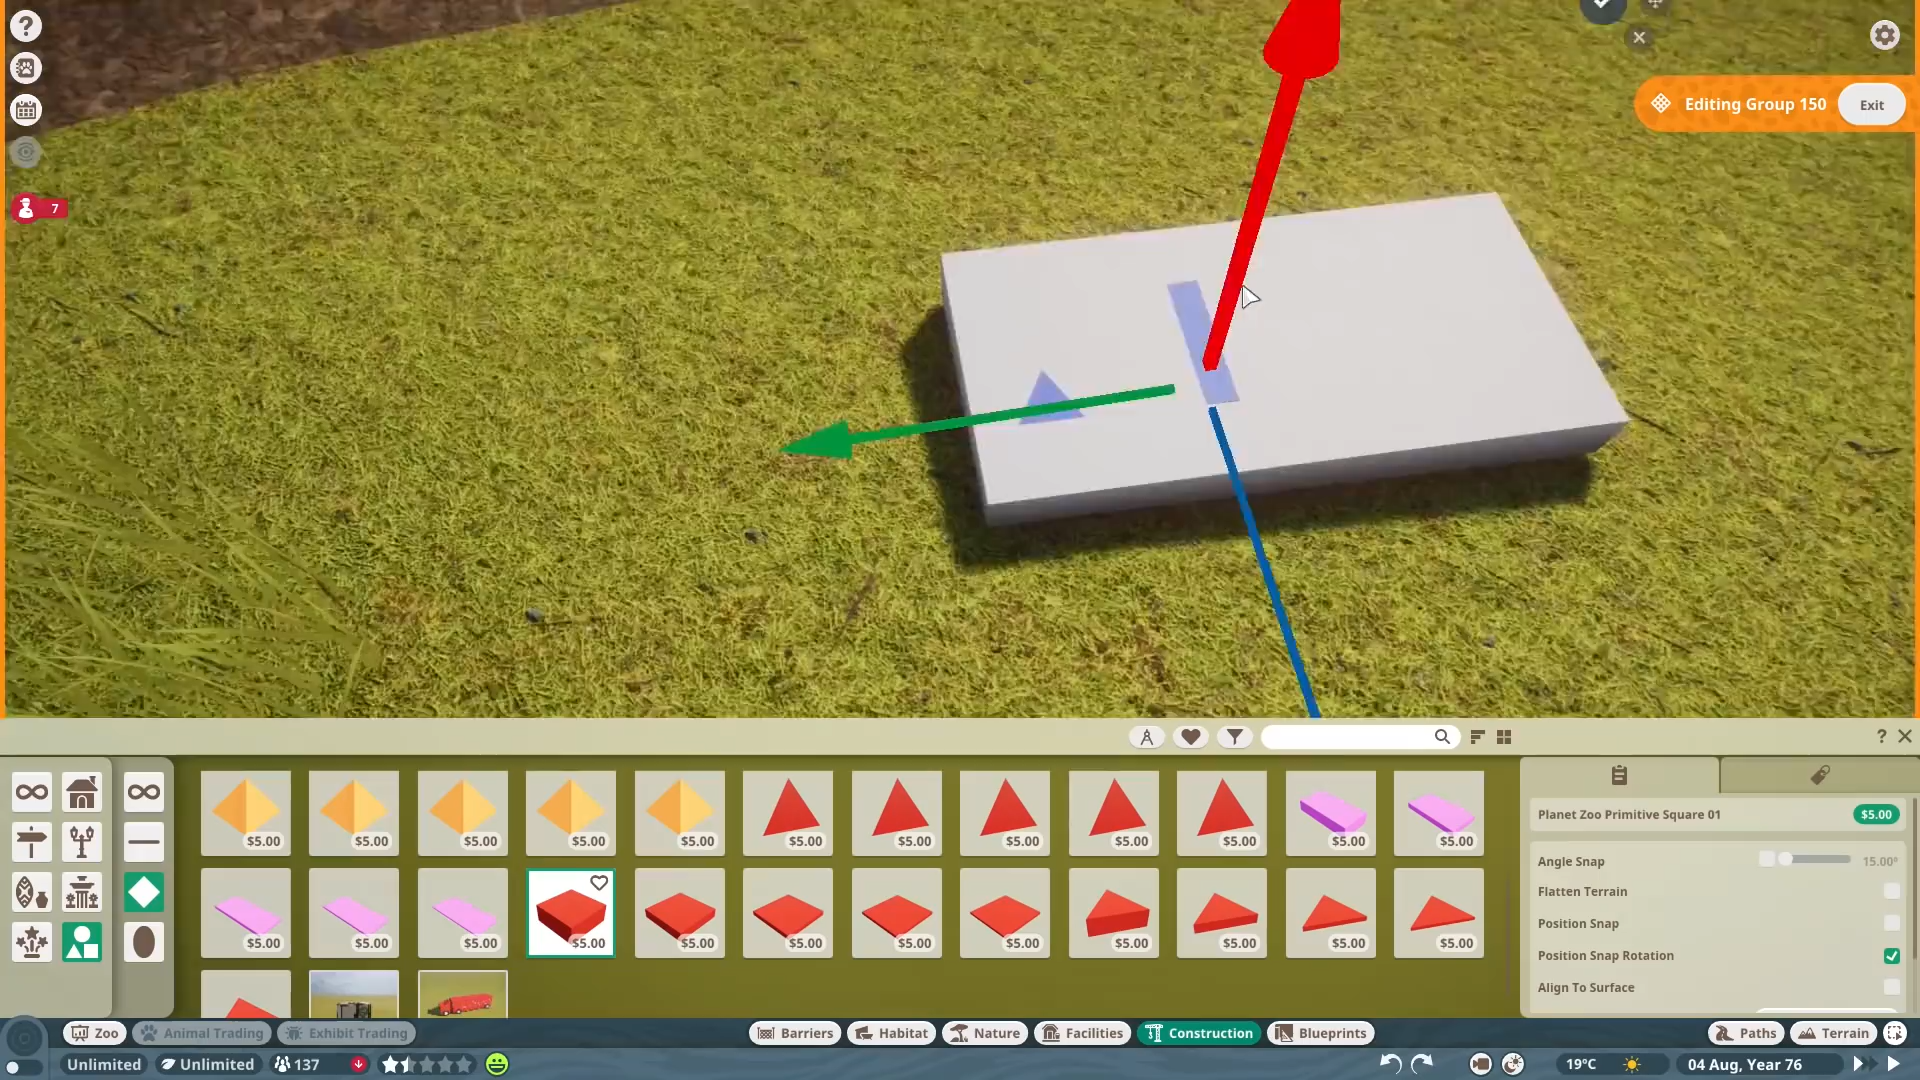 ?
Editing Group 150
Exit
7
?
$5.00 $5.00 $5.00 $5.00 $5.00 $5.00 $5.00 $5.00 $5.00 $5.00 $5.00 $5.00
$5.00 $5.00 $5.00 $5.00 $5.00 $5.00 $5.00 $5.00 $5.00 $5.00 $5.00 $5.00
Planet Zoo Primitive Square 01
$5.00
Angle Snap
15.00°
Flatten Terrain
Position Snap
Position Snap Rotation
Align To Surface
Zoo
Animal Trading
Exhibit Trading
Barriers
Habitat
Nature
Facilities
Construction
Blueprints
Paths
Terrain
Unlimited
Unlimited
137
19°C
04 Aug, Year 76